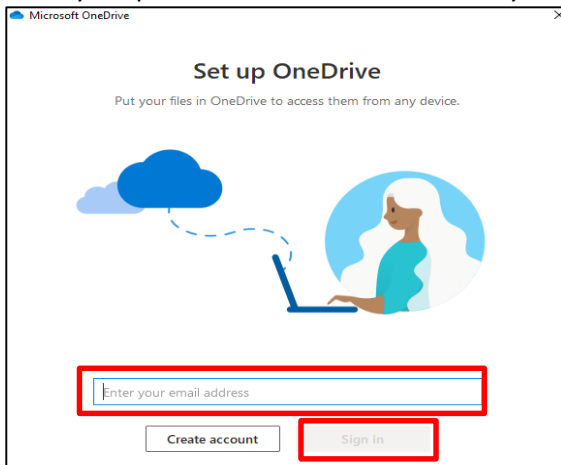 Microsoft OneDrive
Set up OneDrive
Put your files in OneDrive to access them from any device.
Enter your email address
Create account Sign in